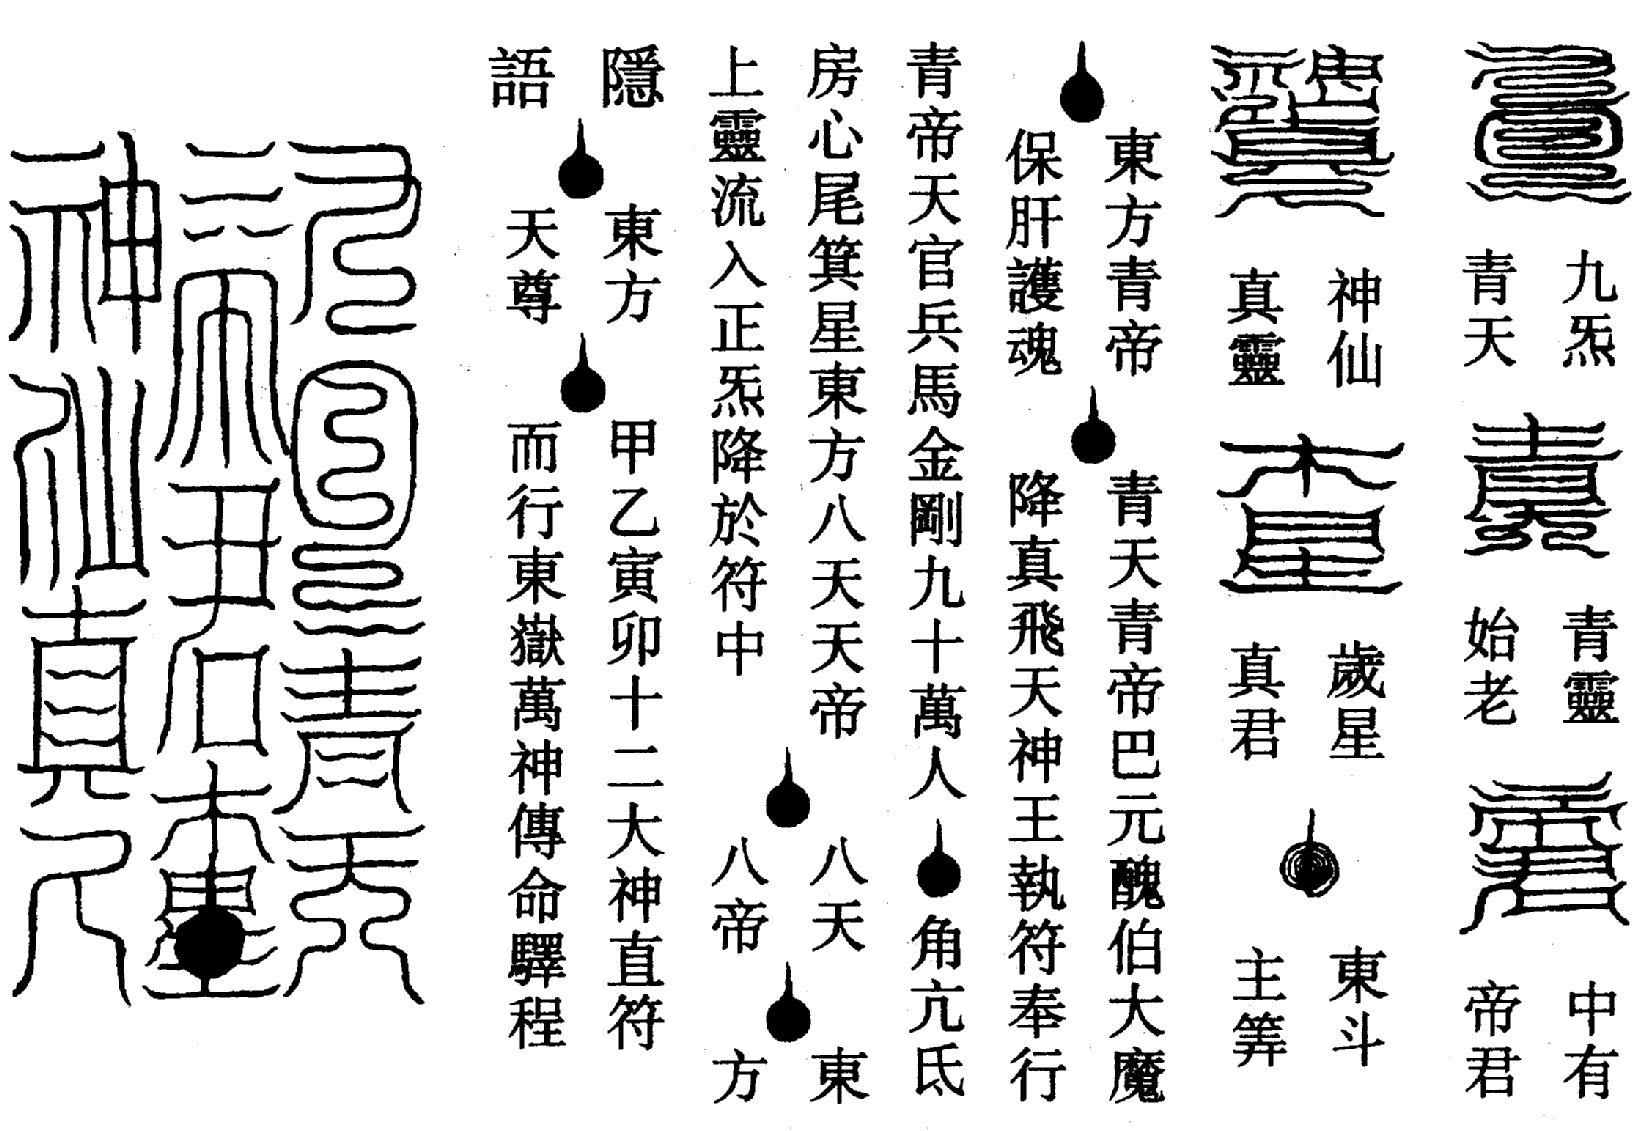 九炁
青天
青靈
始老
中有
帝君
神仙
真靈
歲星
真君
東斗
主筭
東方青帝
保肝護魂
青天青帝巴元醜伯大魔
降真飛天神王執符奉行
青帝天官兵馬金剛九十萬人
角亢氐
房心尾箕星東方八天天帝
八天
八帝
東
方
上靈流入正炁降於符中
隱
語
東方
天尊
甲乙寅卯十二大神直符
而行東嶽萬神傳命驛程